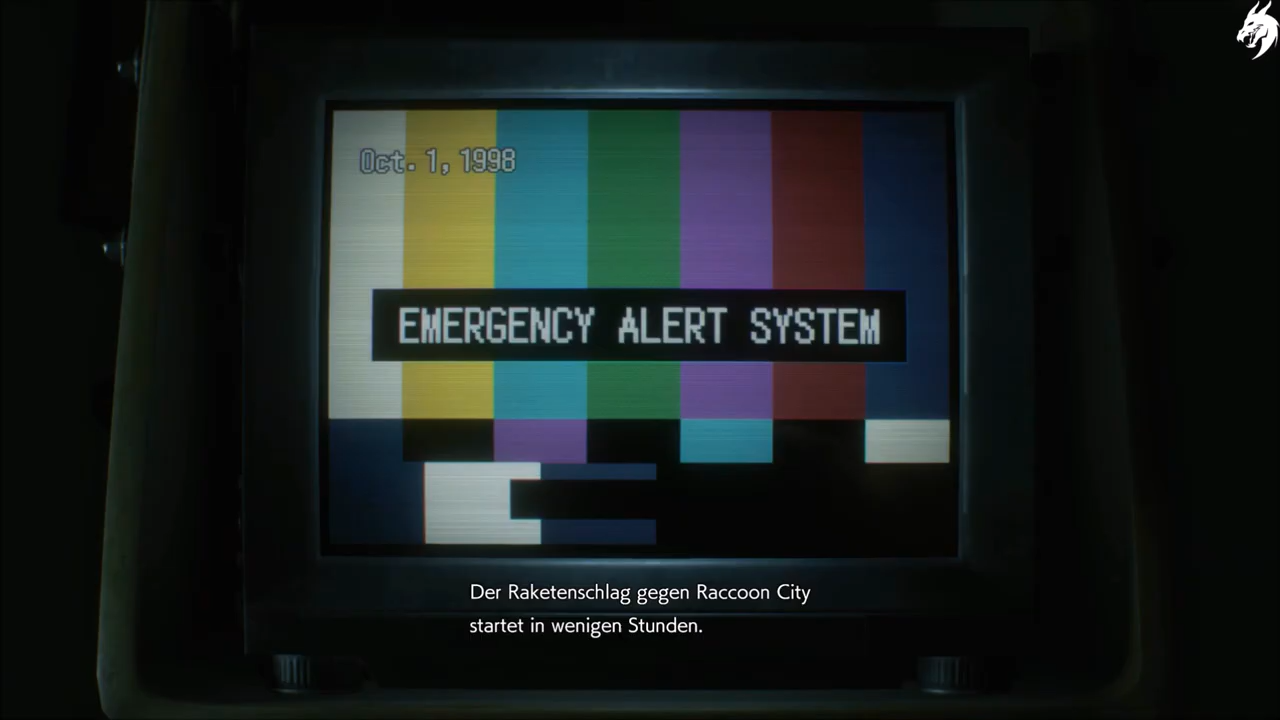 Oct. 1, 1998
EMERGENCY ALERT SYSTEM
Der Raketenschlag gegen Raccoon City
startet in wenigen Stunden.